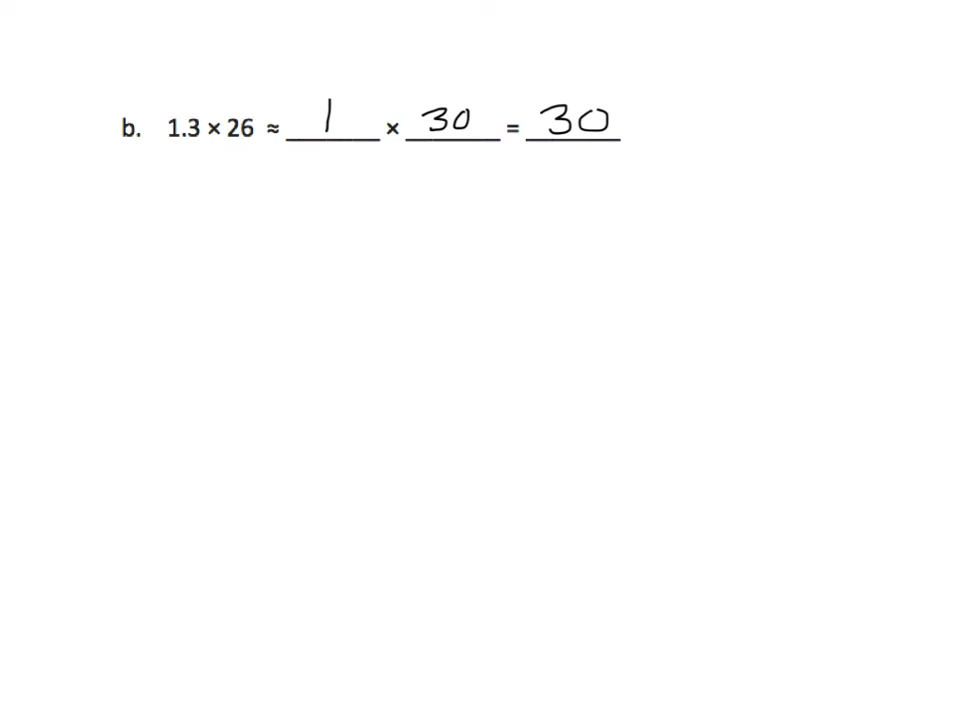 b. 1.3 × 26 ≈ 1 × 30 = 30